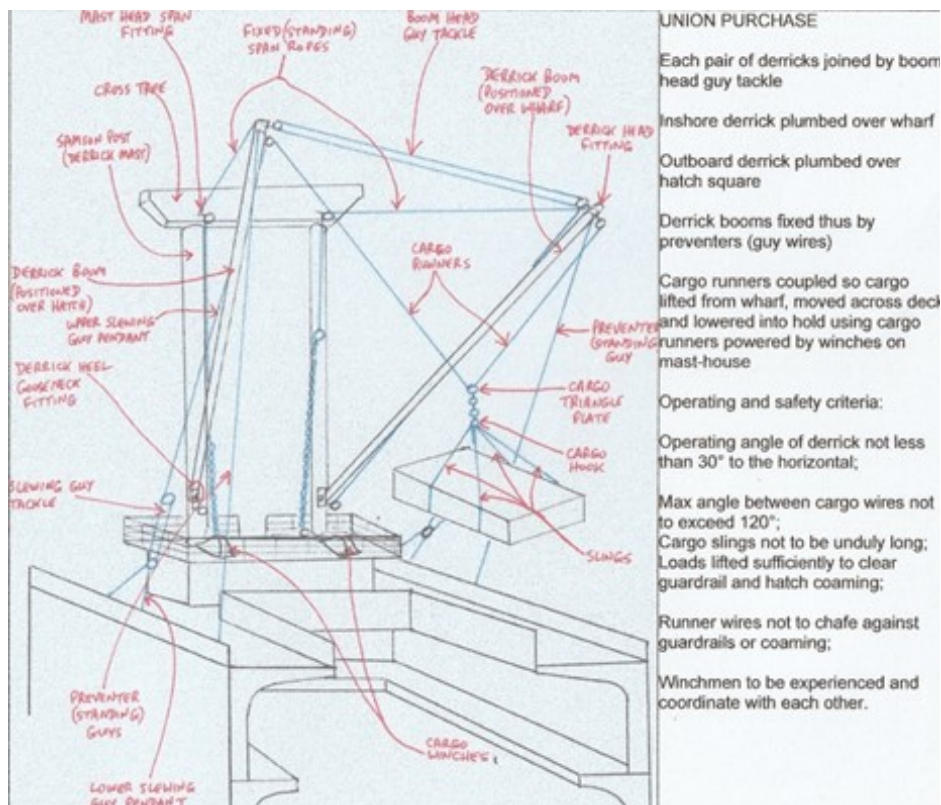 MAST HEAD SPAN
FITTING
FIXED (STANDING)
SPAN ROPES
BOOM HEAD
GUY TACKLE
CROSS TREE
DERRICK BOOM
(POSITIONED
OVER WHARF)
DERRICK HEAD
FITTING
SAMSON POST
(DERRICK MAST)
CARGO
RUNNERS
DERRICK BOOM
(POSITIONED
OVER HATCH)
UPPER SLEWING
GUY PENDANT
PREVENTER
(STANDING)
GUY
DERRICK HEEL
GOOSENECK
FITTING
CARGO
TRIANGLE
PLATE
CARGO
HOOK
SLEWING GUY
TACKLE
SLINGS
PREVENTER
(STANDING)
GUYS
CARGO
WINCHES
LOWER SLEWING
GUY PENDANT
UNION PURCHASE
Each pair of derricks joined by boom
head guy tackle
Inshore derrick plumbed over wharf
Outboard derrick plumbed over
hatch square
Derrick booms fixed thus by
preventers (guy wires)
Cargo runners coupled so cargo
lifted from wharf, moved across deck
and lowered into hold using cargo
runners powered by winches on
mast-house
Operating and safety criteria:
Operating angle of derrick not less
than 30° to the horizontal;
Max angle between cargo wires not
to exceed 120°;
Cargo slings not to be unduly long;
Loads lifted sufficiently to clear
guardrail and hatch coaming;
Runner wires not to chafe against
guardrails or coaming;
Winchmen to be experienced and
coordinate with each other.